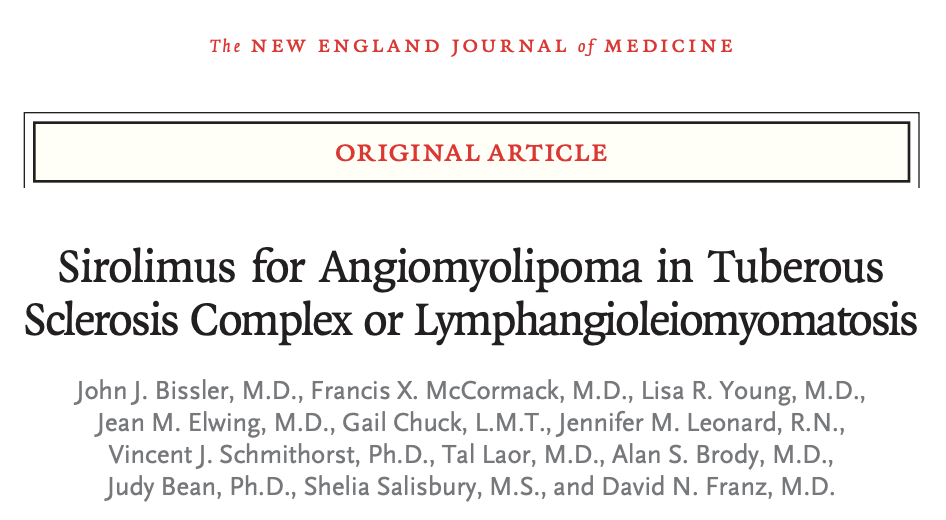 The NEW ENGLAND JOURNAL of MEDICINE
ORIGINAL ARTICLE
Sirolimus for Angiomyolipoma in Tuberous
Sclerosis Complex or Lymphangioleiomyomatosis
John J. Bissler, M.D., Francis X. McCormack, M.D., Lisa R. Young, M.D.,
Jean M. Elwing, M.D., Gail Chuck, L.M.T., Jennifer M. Leonard, R.N.,
Vincent J. Schmithorst, Ph.D., Tal Laor, M.D., Alan S. Brody, M.D.,
Judy Bean, Ph.D., Shelia Salisbury, M.S., and David N. Franz, M.D.